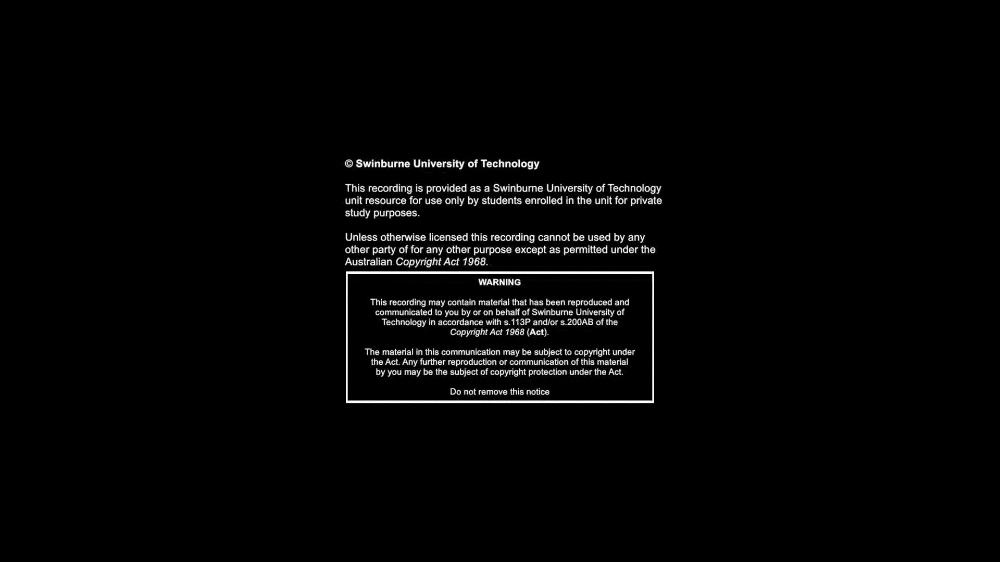 © Swinburne University of Technology
This recording is provided as a Swinburne University of Technology
unit resource for use only by students enrolled in the unit for private
study purposes.
Unless otherwise licensed this recording cannot be used by any
other party of for any other purpose except as permitted under the
Australian Copyright Act 1968.
WARNING
This recording may contain material that has been reproduced and
communicated to you by or on behalf of Swinburne University of
Technology in accordance with s.113P and/or s.200AB of the
Copyright Act 1968 (Act).
The material in this communication may be subject to copyright under
the Act. Any further reproduction or communication of this material
by you may be the subject of copyright protection under the Act.
Do not remove this notice